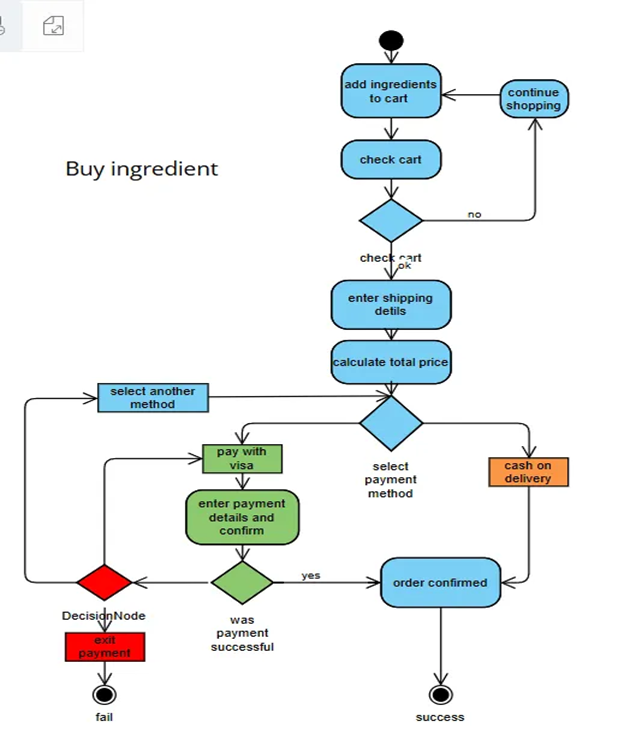 add ingredients
to cart
continue
shopping
Buy ingredient
check cart
no
check cart
ok
enter shipping
detils
calculate total price
select another
method
pay with
visa
select
payment
method
cash on
delivery
enter payment
details and
confirm
yes
order confirmed
DecisionNode
was
payment
successful
exit
payment
fail
success